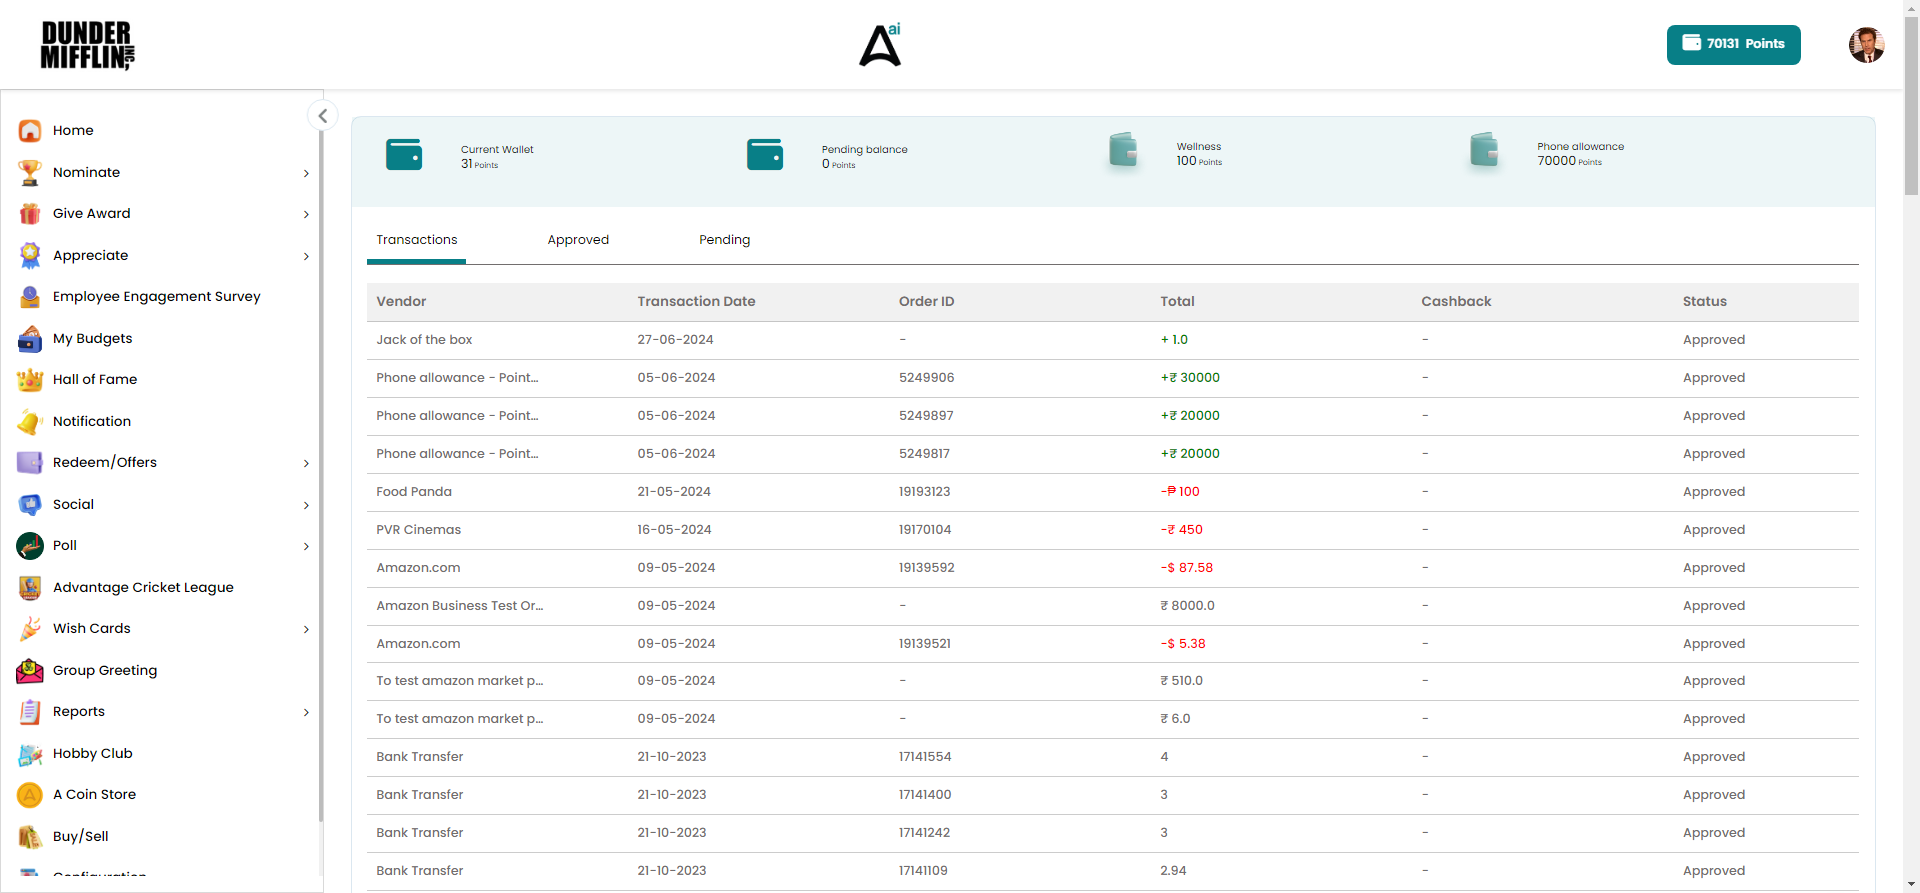 DUNDER
MIFFLIN, INC
ai
70131 Points
Home
Nominate
Give Award
Appreciate
Employee Engagement Survey
My Budgets
Hall of Fame
Notification
Redeem/Offers
Social
Poll
Advantage Cricket League
Wish Cards
Group Greeting
Reports
Hobby Club
A Coin Store
Buy/Sell
Configuration
Current Wallet
31 Points
Pending balance
0 Points
Wellness
100 Points
Phone allowance
70000 Points
Transactions Approved Pending
Vendor Transaction Date Order ID Total Cashback Status
Jack of the box 27-06-2024 - + 1.0 - Approved
Phone allowance - Point... 05-06-2024 5249906 +₹ 30000 - Approved
Phone allowance - Point... 05-06-2024 5249897 +₹ 20000 - Approved
Phone allowance - Point... 05-06-2024 5249817 +₹ 20000 - Approved
Food Panda 21-05-2024 19193123 -₱ 100 - Approved
PVR Cinemas 16-05-2024 19170104 -₹ 450 - Approved
Amazon.com 09-05-2024 19139592 -$ 87.58 - Approved
Amazon Business Test Or... 09-05-2024 - ₹ 8000.0 - Approved
Amazon.com 09-05-2024 19139521 -$ 5.38 - Approved
To test amazon market p... 09-05-2024 - ₹ 510.0 - Approved
To test amazon market p... 09-05-2024 - ₹ 6.0 - Approved
Bank Transfer 21-10-2023 17141554 4 - Approved
Bank Transfer 21-10-2023 17141400 3 - Approved
Bank Transfer 21-10-2023 17141242 3 - Approved
Bank Transfer 21-10-2023 17141109 2.94 - Approved